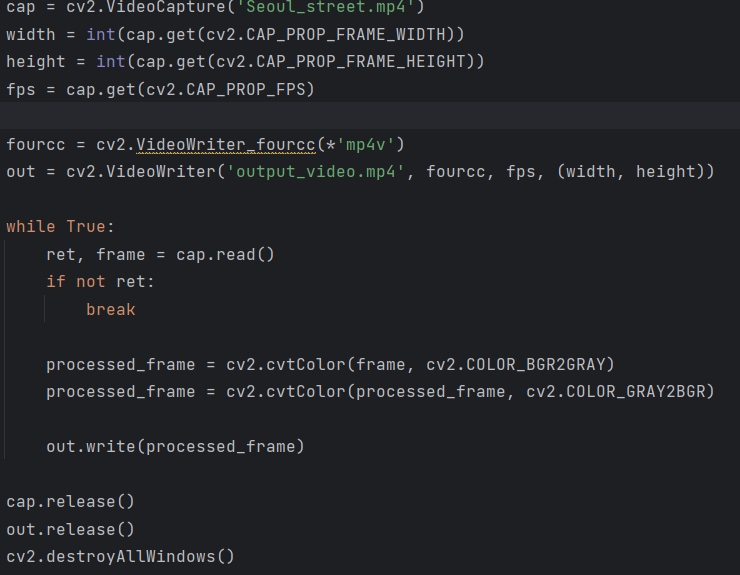 cap = cv2.VideoCapture('Seoul_street.mp4')
width = int(cap.get(cv2.CAP_PROP_FRAME_WIDTH))
height = int(cap.get(cv2.CAP_PROP_FRAME_HEIGHT))
fps = cap.get(cv2.CAP_PROP_FPS)
fourcc = cv2.VideoWriter_fourcc(*'mp4v')
out = cv2.VideoWriter('output_video.mp4', fourcc, fps, (width, height))
while True:
    ret, frame = cap.read()
    if not ret:
        break
    processed_frame = cv2.cvtColor(frame, cv2.COLOR_BGR2GRAY)
    processed_frame = cv2.cvtColor(processed_frame, cv2.COLOR_GRAY2BGR)
    out.write(processed_frame)
cap.release()
out.release()
cv2.destroyAllWindows()